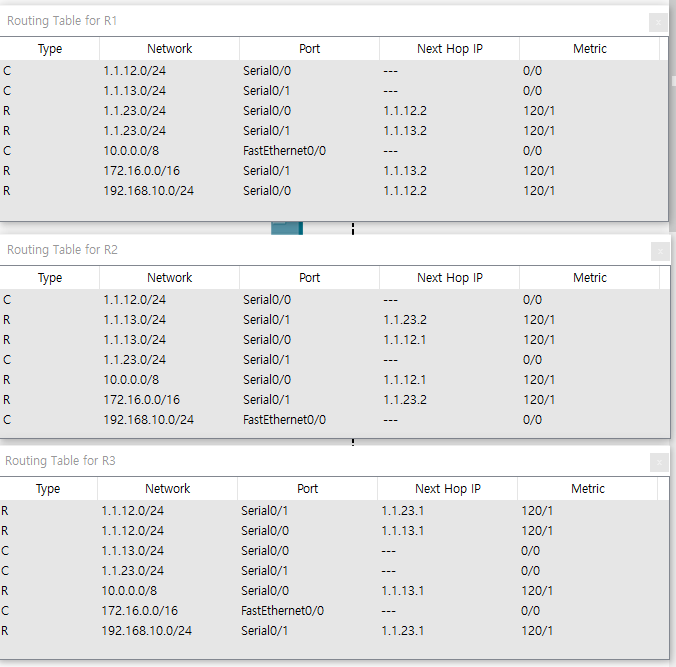 Routing Table for R1
Type Network Port Next Hop IP Metric
C 1.1.12.0/24 Serial0/0 --- 0/0
C 1.1.13.0/24 Serial0/1 --- 0/0
R 1.1.23.0/24 Serial0/0 1.1.12.2 120/1
R 1.1.23.0/24 Serial0/1 1.1.13.2 120/1
C 10.0.0.0/8 FastEthernet0/0 --- 0/0
R 172.16.0.0/16 Serial0/1 1.1.13.2 120/1
R 192.168.10.0/24 Serial0/0 1.1.12.2 120/1
Routing Table for R2
Type Network Port Next Hop IP Metric
C 1.1.12.0/24 Serial0/0 --- 0/0
R 1.1.13.0/24 Serial0/1 1.1.23.2 120/1
R 1.1.13.0/24 Serial0/0 1.1.12.1 120/1
C 1.1.23.0/24 Serial0/1 --- 0/0
R 10.0.0.0/8 Serial0/0 1.1.12.1 120/1
R 172.16.0.0/16 Serial0/1 1.1.23.2 120/1
C 192.168.10.0/24 FastEthernet0/0 --- 0/0
Routing Table for R3
Type Network Port Next Hop IP Metric
R 1.1.12.0/24 Serial0/1 1.1.23.1 120/1
R 1.1.12.0/24 Serial0/0 1.1.13.1 120/1
C 1.1.13.0/24 Serial0/0 --- 0/0
C 1.1.23.0/24 Serial0/1 --- 0/0
R 10.0.0.0/8 Serial0/0 1.1.13.1 120/1
C 172.16.0.0/16 FastEthernet0/0 --- 0/0
R 192.168.10.0/24 Serial0/1 1.1.23.1 120/1